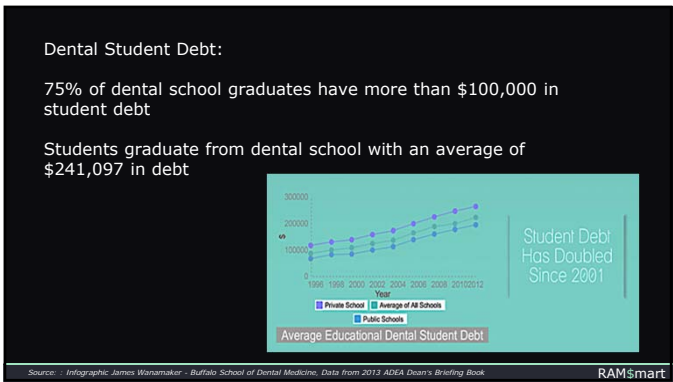 Dental Student Debt:
75% of dental school graduates have more than $100,000 in
student debt
Students graduate from dental school with an average of
$241,097 in debt
300000
200000
100000
0
$
1996 1998 2000 2002 2004 2006 2008 2010 2012
Year
Private School Average of All Schools
Public Schools
Average Educational Dental Student Debt
Student Debt
Has Doubled
Since 2001
Source: : Infographic James Wanamaker - Buffalo School of Dental Medicine, Data from 2013 ADEA Dean's Briefing Book
RAM$mart